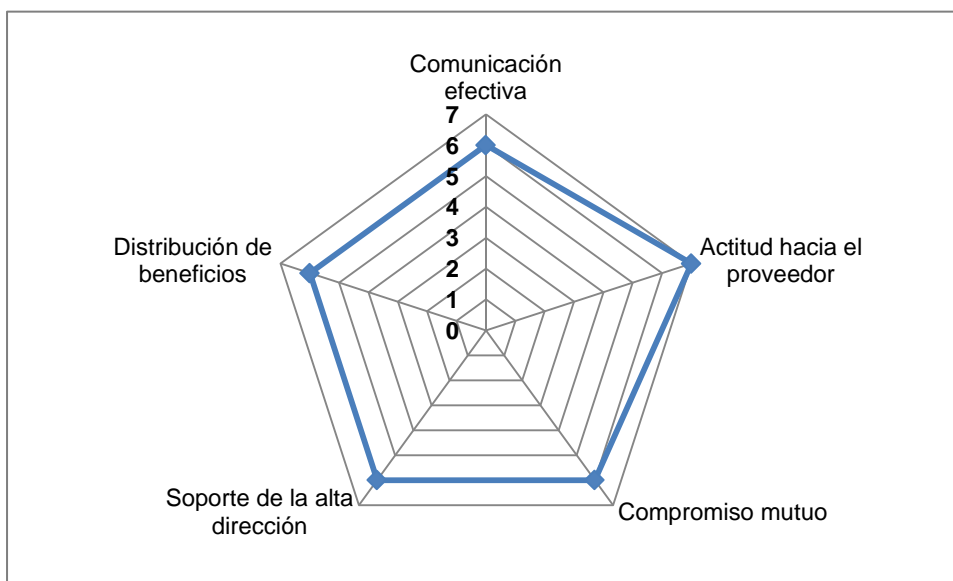 Comunicación
efectiva
7
6
5
4
3
2
1
0
Actitud hacia el
proveedor
Compromiso mutuo
Soporte de la alta
dirección
Distribución de
beneficios